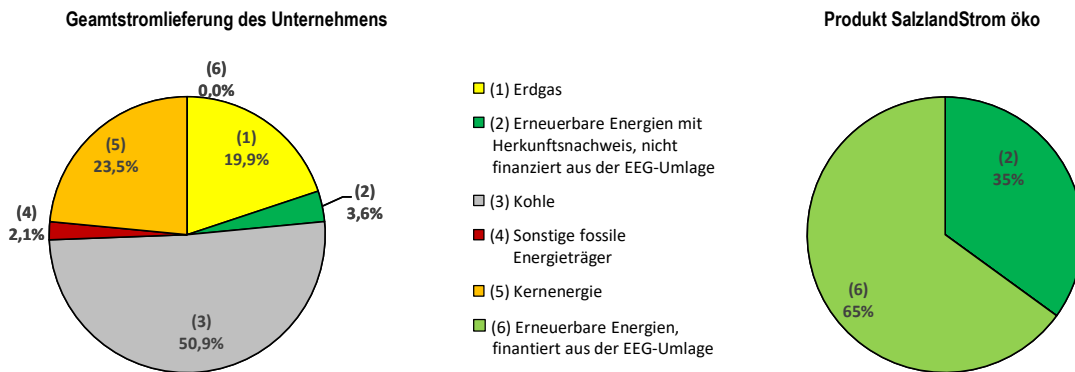 Geamtstromlieferung des Unternehmens
(6)
0,0%
(1)
19,9%
(2)
3,6%
(3)
50,9%
(4)
2,1%
(5)
23,5%
(1) Erdgas
(2) Erneuerbare Energien mit
Herkunftsnachweis, nicht
finanziert aus der EEG-Umlage
(3) Kohle
(4) Sonstige fossile
Energieträger
(5) Kernenergie
(6) Erneuerbare Energien,
finantiert aus der EEG-Umlage
Produkt SalzlandStrom öko
(2)
35%
(6)
65%